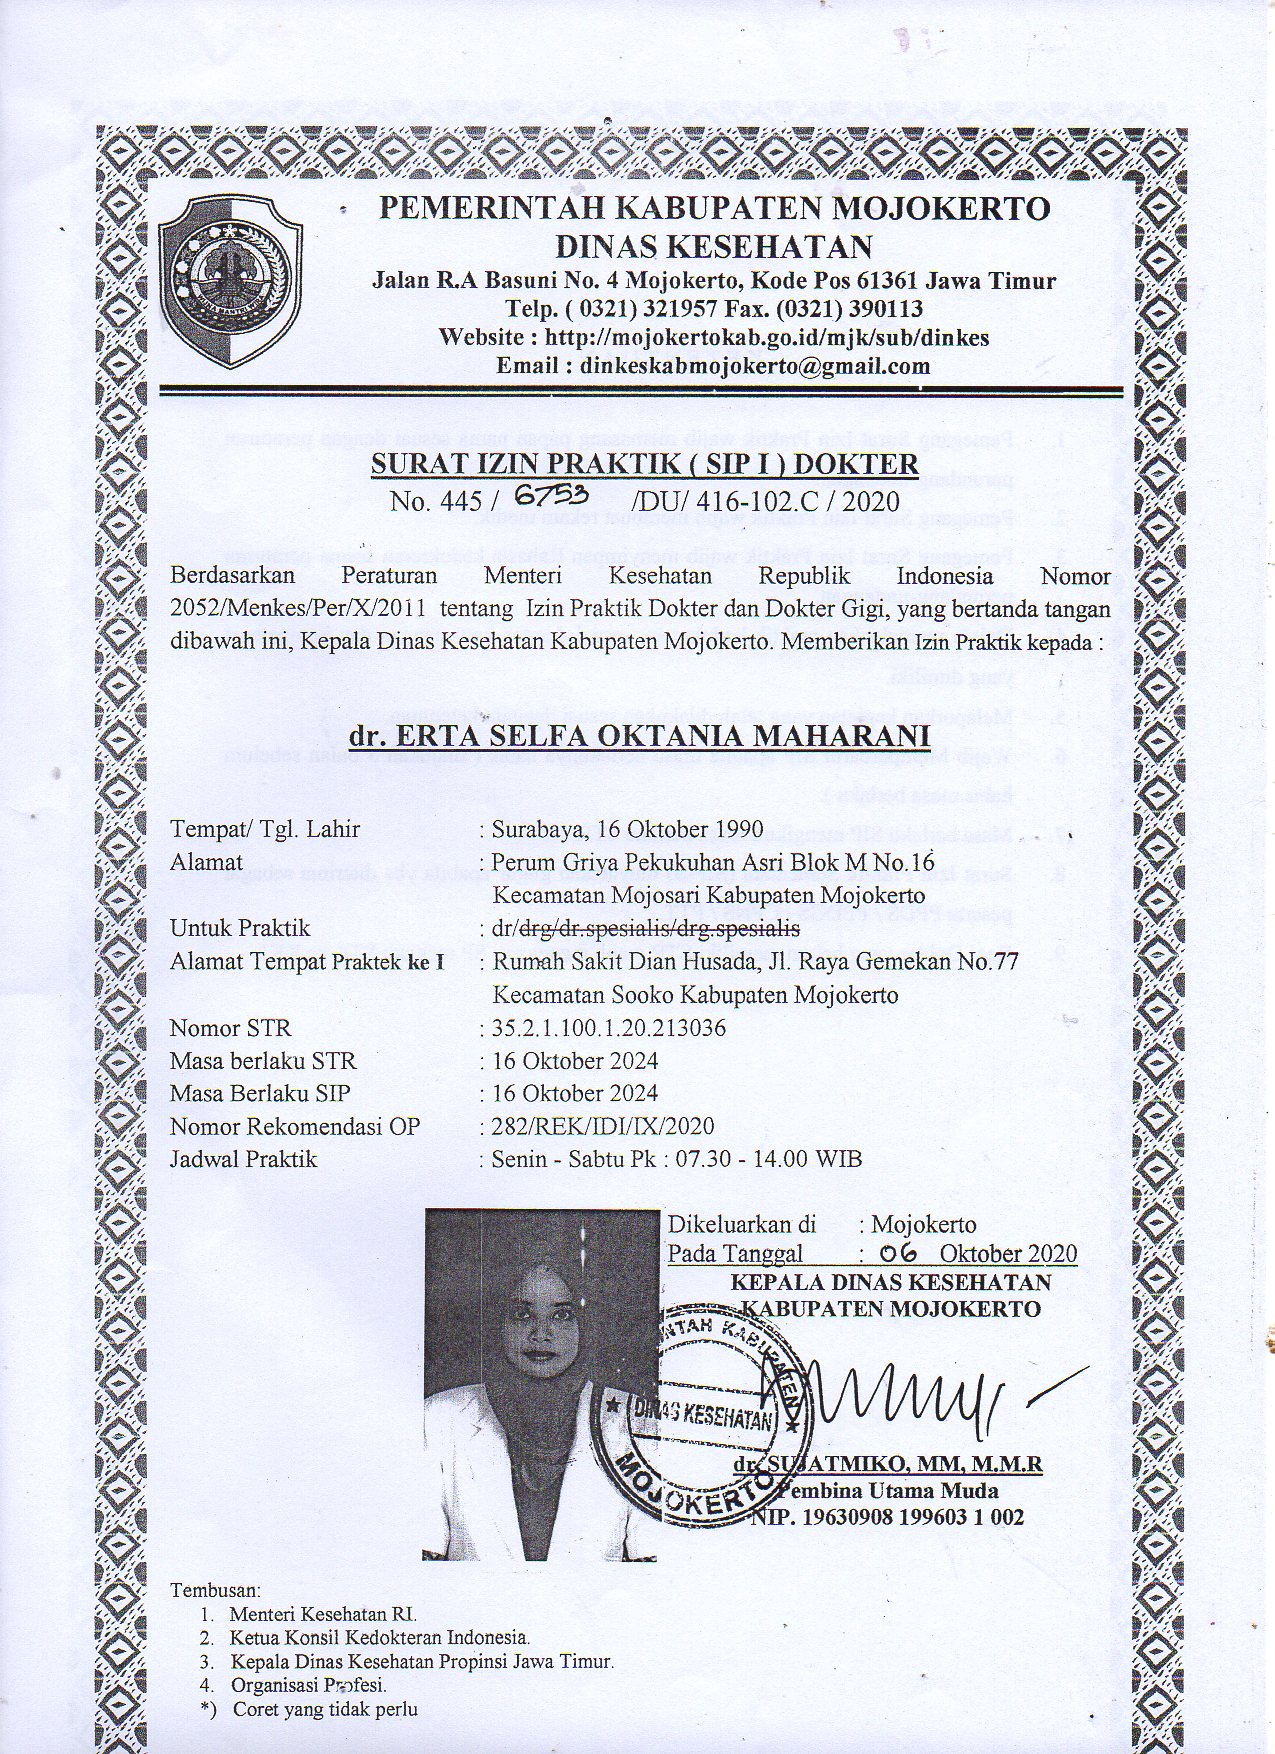 PEMERINTAH KABUPATEN MOJOKERTO
DINAS KESEHATAN
Jalan R.A Basuni No. 4 Mojokerto, Kode Pos 61361 Jawa Timur
Telp. ( 0321) 321957 Fax. (0321) 390113
Website : http://mojokertokab.go.id/mjk/sub/dinkes
Email : dinkeskabmojokerto@gmail.com
SURAT IZIN PRAKTIK ( SIP I ) DOKTER
No. 445 / 6753 /DU/ 416-102.C / 2020
Berdasarkan Peraturan Menteri Kesehatan Republik Indonesia Nomor
2052/Menkes/Per/X/2011 tentang Izin Praktik Dokter dan Dokter Gigi, yang bertanda tangan
dibawah ini, Kepala Dinas Kesehatan Kabupaten Mojokerto. Memberikan Izin Praktik kepada :
dr. ERTA SELFA OKTANIA MAHARANI
Tempat/ Tgl. Lahir : Surabaya, 16 Oktober 1990
Alamat : Perum Griya Pekukuhan Asri Blok M No.16
Kecamatan Mojosari Kabupaten Mojokerto
Untuk Praktik : dr/drg/dr.spesialis/drg.spesialis
Alamat Tempat Praktek ke I : Rumah Sakit Dian Husada, Jl. Raya Gemekan No.77
Kecamatan Sooko Kabupaten Mojokerto
Nomor STR : 35.2.1.100.1.20.213036
Masa berlaku STR : 16 Oktober 2024
Masa Berlaku SIP : 16 Oktober 2024
Nomor Rekomendasi OP : 282/REK/IDI/IX/2020
Jadwal Praktik : Senin - Sabtu Pk : 07.30 - 14.00 WIB
Dikeluarkan di : Mojokerto
Pada Tanggal : 06 Oktober 2020
KEPALA DINAS KESEHATAN
KABUPATEN MOJOKERTO
KABUPATEN
DINAS KESEHATAN
MOJOKERTO
dr. SUJATMIKO, MM, M.M.R
Pembina Utama Muda
NIP. 19630908 199603 1 002
Tembusan:
1. Menteri Kesehatan RI.
2. Ketua Konsil Kedokteran Indonesia.
3. Kepala Dinas Kesehatan Propinsi Jawa Timur.
4. Organisasi Profesi.
*) Coret yang tidak perlu